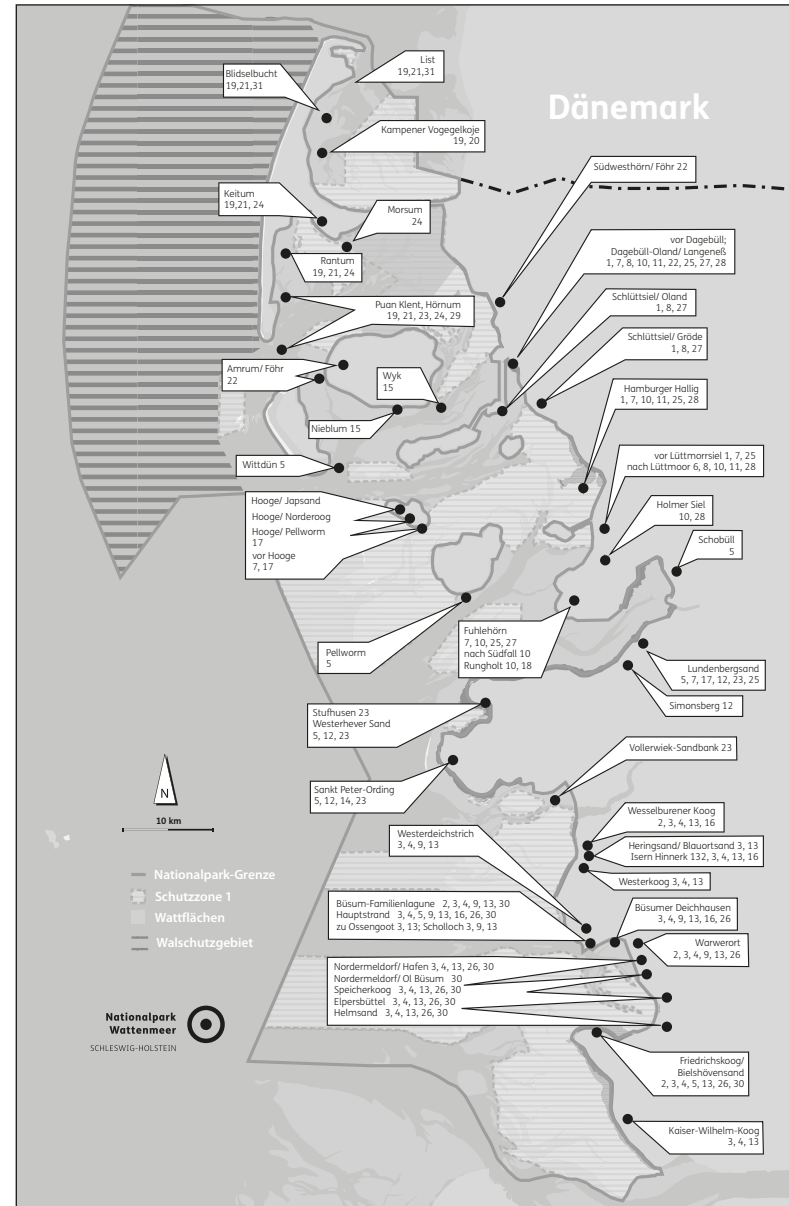 List
19,21,31
Blidselbucht
19,21,31
Dänemark
Kampener Vogegelkoje
19, 20
Südwesthörn/ Föhr 22
Keitum
19,21, 24
Morsum
24
vor Dagebüll;
Dagebüll-Oland/ Langeneß
1, 7, 8, 10, 11, 22, 25, 27, 28
Rantum
19, 21, 24
Schlüttsiel/ Oland
1, 8, 27
Puan Klent, Hörnum
19, 21, 23, 24, 29
Schlüttsiel/ Gröde
1, 8, 27
Amrum/ Föhr
22
Wyk
15
Hamburger Hallig
1, 7, 10, 11, 25, 28
Nieblum 15
Wittdün 5
vor Lüttmorrsiel 1, 7, 25
nach Lüttmoor 6, 8, 10, 11, 28
Hooge/ Japsand
Hooge/ Norderoog
Hooge/ Pellworm
17
vor Hooge
7, 17
Holmer Siel
10, 28
Schobüll
5
Pellworm
5
Fuhlehörn
7, 10, 25, 27
nach Südfall 10
Rungholt 10, 18
Lundenbergsand
5, 7, 17, 12, 23, 25
Simonsberg 12
Stufhusen 23
Westerhever Sand
5, 12, 23
Vollerwiek-Sandbank 23
Sankt Peter-Ording
5, 12, 14, 23
N
10 km
Wesselburener Koog
2, 3, 4, 13, 16
Westerdeichstrich
3, 4, 9, 13
Heringsand/ Blauortsand 3, 13
Isern Hinnerk 132, 3, 4, 13, 16
Westerkoog 3, 4, 13
Nationalpark-Grenze
Schutzzone 1
Wattflächen
Walschutzgebiet
Büsum-Familienlagune 2, 3, 4, 9, 13, 30
Hauptstrand 3, 4, 5, 9, 13, 16, 26, 30
zu Ossengoot 3, 13; Scholloch 3, 9, 13
Büsumer Deichhausen
3, 4, 9, 13, 16, 26
Warwerort
2, 3, 4, 9, 13, 26
Nordermeldorf/ Hafen 3, 4, 13, 26, 30
Nordermeldorf/ Ol Büsum 30
Speicherkoog 3, 4, 13, 26, 30
Elpersbüttel 3, 4, 13, 26, 30
Helmsand 3, 4, 13, 26, 30
Nationalpark
Wattenmeer
SCHLESWIG-HOLSTEIN
Friedrichskoog/
Bielshövensand
2, 3, 4, 5, 13, 26, 30
Kaiser-Wilhelm-Koog
3, 4, 13